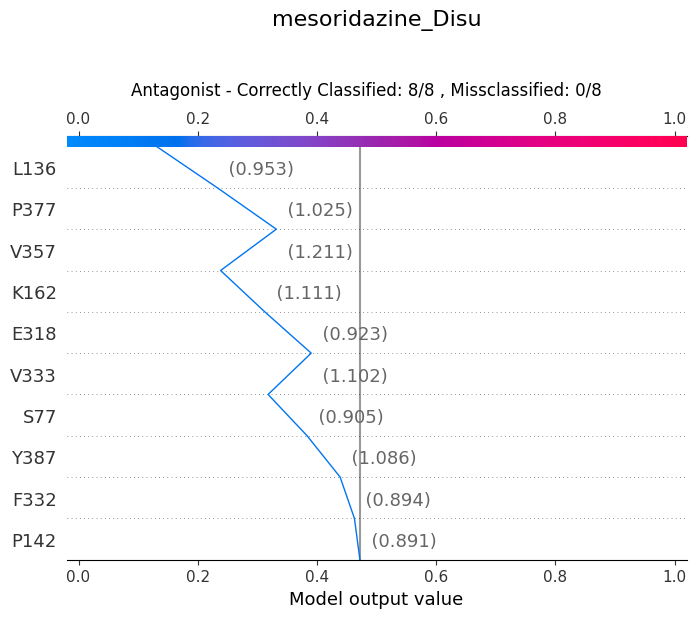 mesoridazine_Disu
Antagonist - Correctly Classified: 8/8 , Missclassified: 0/8
0.0 0.2 0.4 0.6 0.8 1.0
L136 (0.953)
P377 (1.025)
V357 (1.211)
K162 (1.111)
E318 (0.923)
V333 (1.102)
S77 (0.905)
Y387 (1.086)
F332 (0.894)
P142 (0.891)
0.0 0.2 0.4 0.6 0.8 1.0
Model output value